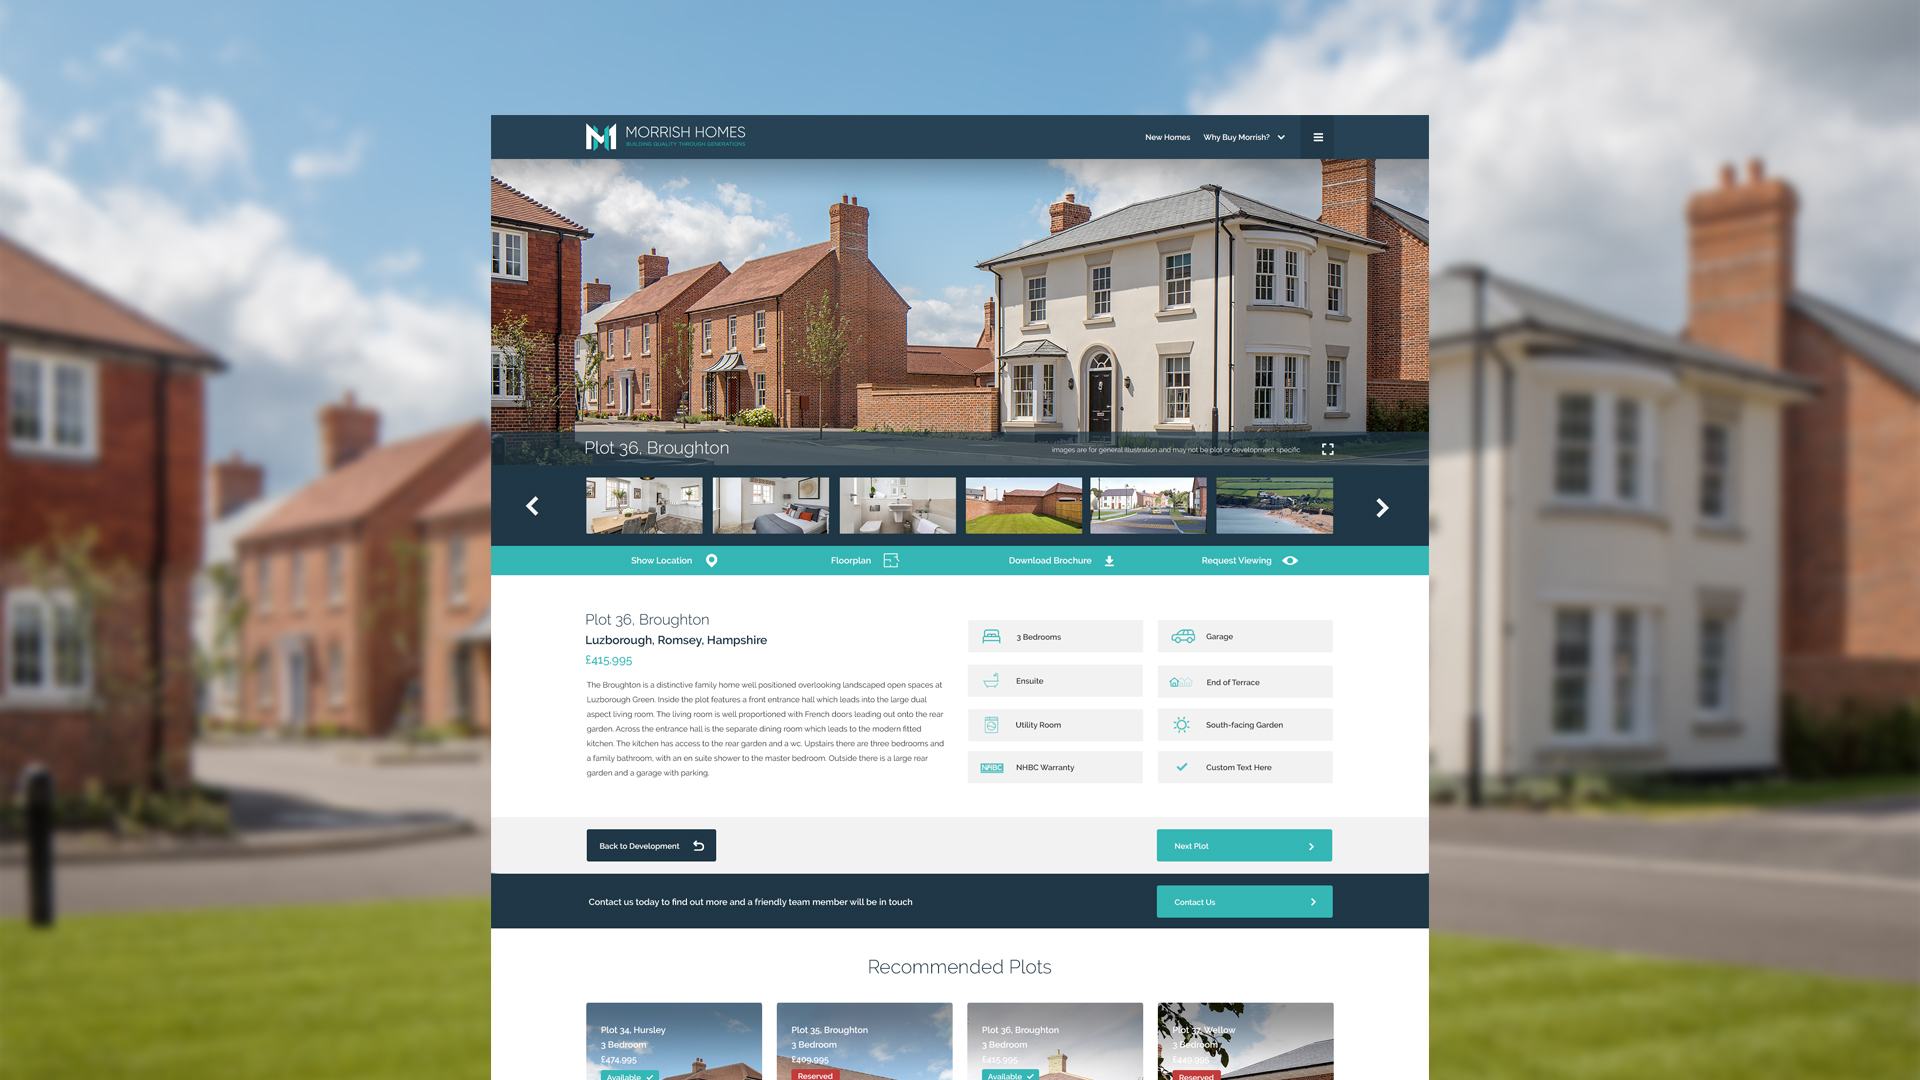 MORRISH HOMES
BUILDING QUALITY THROUGH GENERATIONS
New Homes
Why Buy Morrish?
Plot 36, Broughton
images are for general illustration and may not be plot or development specific
Show Location
Floorplan
Download Brochure
Request Viewing
Plot 36, Broughton
Luzborough, Romsey, Hampshire
£415,995
The Broughton is a distinctive family home well positioned overlooking landscaped open spaces at
Luzborough Green. Inside the plot features a front entrance hall which leads into the large dual
aspect living room. The living room is well proportioned with French doors leading out onto the rear
garden. Across the entrance hall is the separate dining room which leads to the modern fitted
kitchen. The kitchen has access to the rear garden and a wc. Upstairs there are three bedrooms and
a family bathroom, with an en suite shower to the master bedroom. Outside there is a large rear
garden and a garage with parking.
3 Bedrooms
Garage
Ensuite
End of Terrace
Utility Room
South-facing Garden
NHBC
NHBC Warranty
Custom Text Here
Back to Development
Next Plot
Contact us today to find out more and a friendly team member will be in touch
Contact Us
Recommended Plots
Plot 34, Hursley
3 Bedroom
£474,995
Available
Plot 35, Broughton
3 Bedroom
£409,995
Reserved
Plot 36, Broughton
3 Bedroom
£415,995
Available
Plot 37, Wellow
3 Bedroom
£449,995
Reserved